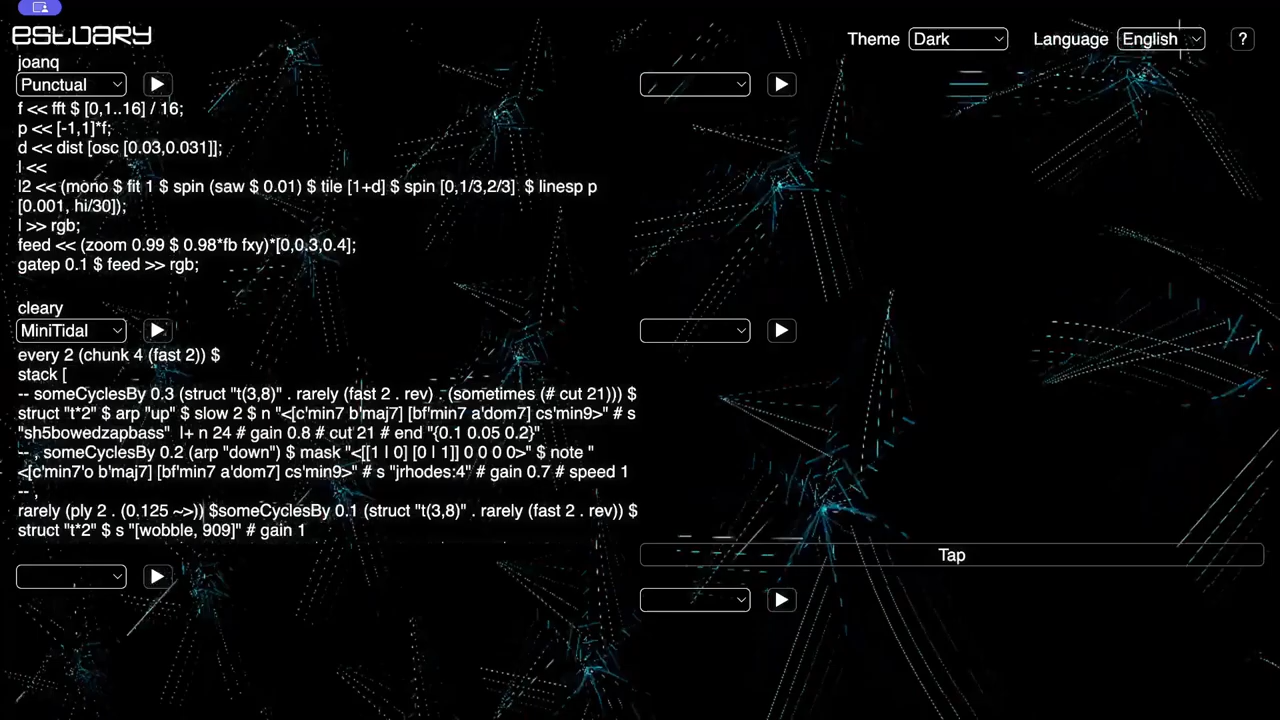 estuary
Theme Dark Language English ?
joanq
Punctual
f << fft $ [0,1..16] / 16;
p << [-1,1]*f;
d << dist [osc [0.03,0.031]];
l <<
l2 << (mono $ fit 1 $ spin (saw $ 0.01) $ tile [1+d] $ spin [0,1/3,2/3] $ linesp p
[0.001, hi/30]);
l >> rgb;
feed << (zoom 0.99 $ 0.98*fb fxy)*[0,0.3,0.4];
gatep 0.1 $ feed >> rgb;
cleary
MiniTidal
every 2 (chunk 4 (fast 2)) $
stack [
-- someCyclesBy 0.3 (struct "t(3,8)" . rarely (fast 2 . rev) . (sometimes (# cut 21))) $
struct "t*2" $ arp "up" $ slow 2 $ n "<[c'min7 b'maj7] [bf'min7 a'dom7] cs'min9>" # s
"sh5bowedzapbass" |+ n 24 # gain 0.8 # cut 21 # end "{0.1 0.05 0.2}"
-- , someCyclesBy 0.2 (arp "down") $ mask "<[[1 | 0] [0 | 1]] 0 0 0 0>" $ note "
<[c'min7'o b'maj7] [bf'min7 a'dom7] cs'min9>" # s "jrhodes:4" # gain 0.7 # speed 1
-- ,
rarely (ply 2 . (0.125 ~>)) $someCyclesBy 0.1 (struct "t(3,8)" . rarely (fast 2 . rev)) $
struct "t*2" $ s "[wobble, 909]" # gain 1
Tap